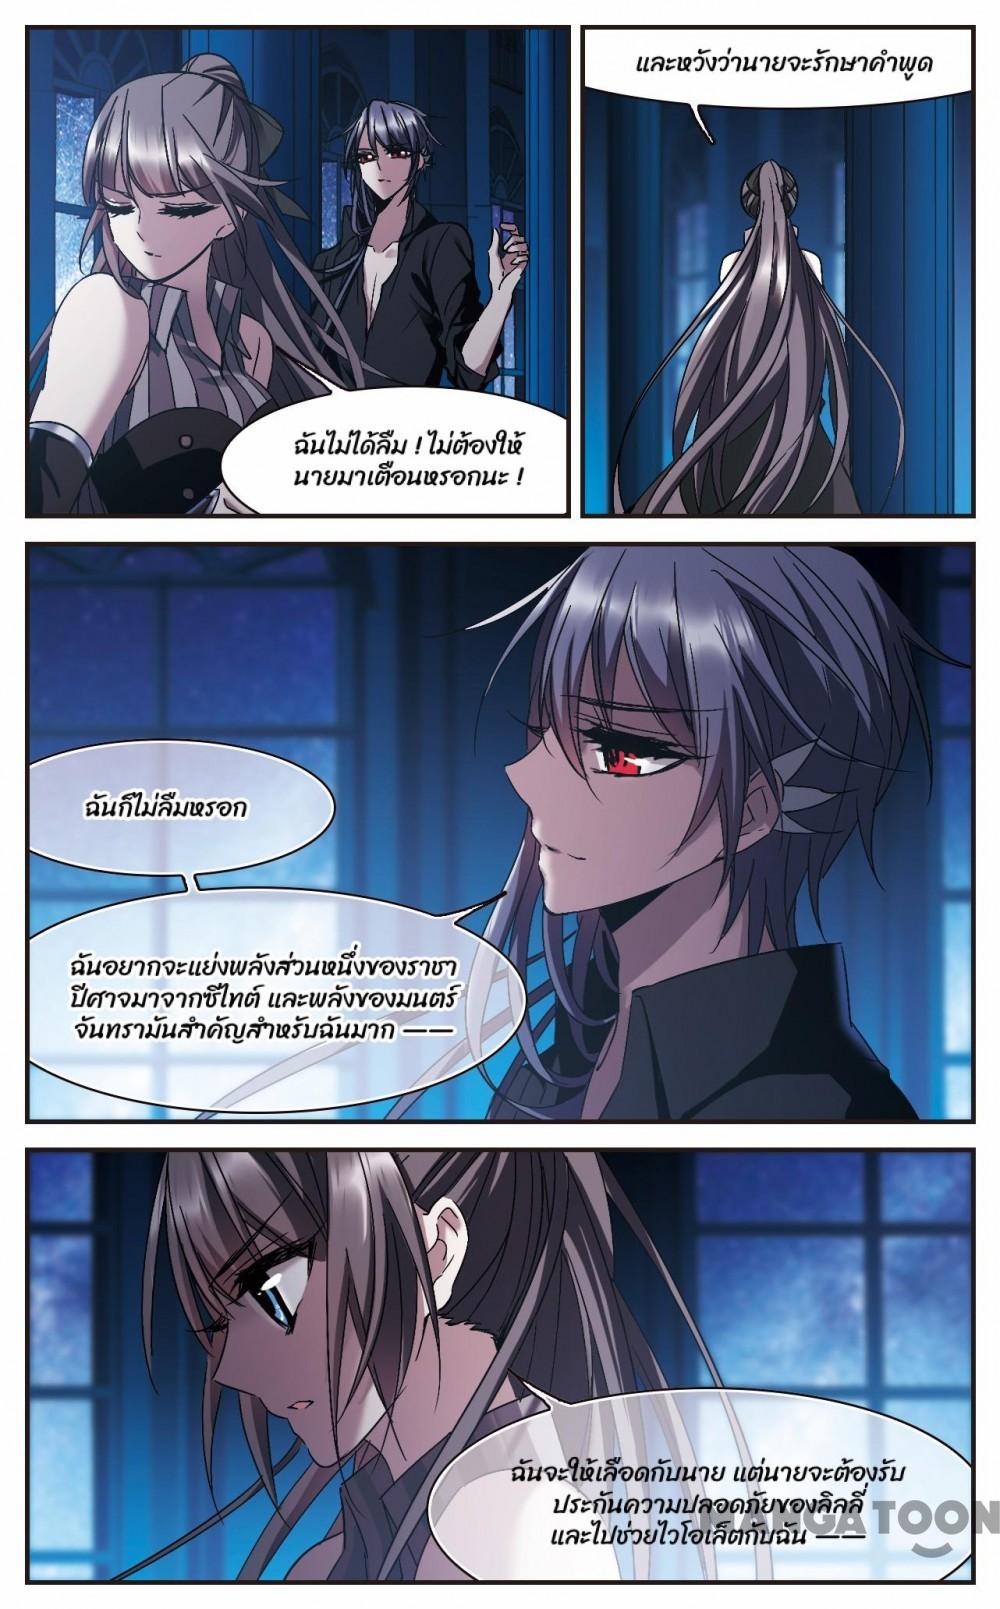 ฉันไม่ได้ลืม ! ไม่ต้องให้
นายมาเตือนหรอกนะ !
และหวังว่านายจะรักษาคำพูด
ฉันก็ไม่ลืมหรอก
ฉันอยากจะแย่งพลังส่วนหนึ่งของราชา
ปีศาจมาจากซีไทต์ และพลังของมนตร์
จันทรามันสำคัญสำหรับฉันมาก ——
ฉันจะให้เลือดกับนาย แต่นายจะต้องรับ
ประกันความปลอดภัยของลิลลี่
และไปช่วยไวโอเล็ตกับฉัน ——
MANGATOON